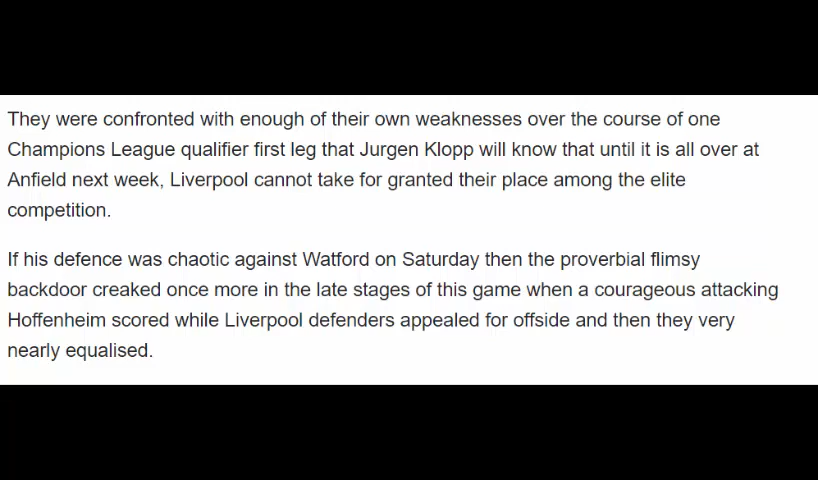 They were confronted with enough of their own weaknesses over the course of one
Champions League qualifier first leg that Jurgen Klopp will know that until it is all over at
Anfield next week, Liverpool cannot take for granted their place among the elite
competition.
If his defence was chaotic against Watford on Saturday then the proverbial flimsy
backdoor creaked once more in the late stages of this game when a courageous attacking
Hoffenheim scored while Liverpool defenders appealed for offside and then they very
nearly equalised.